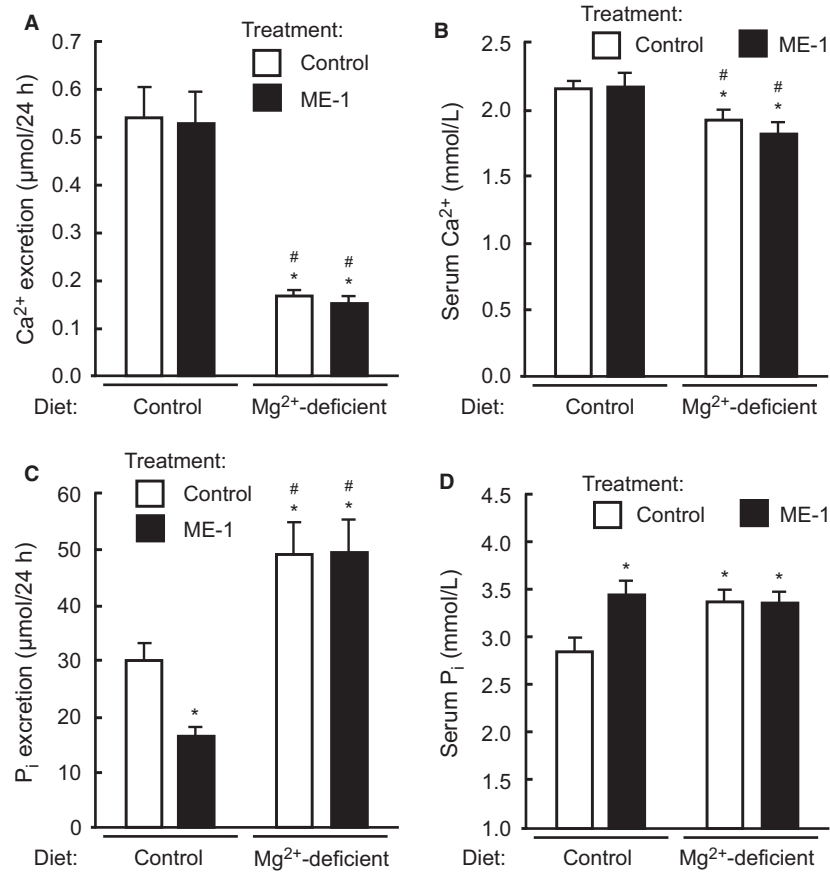 A
Treatment:
Control
ME-1
Ca²⁺ excretion (µmol/24 h)
0.7
0.6
0.5
0.4
0.3
0.2
0.1
0.0
#
*
#
*
Diet: Control Mg²⁺-deficient
B
Treatment:
Control ME-1
Serum Ca²⁺ (mmol/L)
2.5
2.0
1.5
1.0
0.5
0.0
#
*
#
*
Diet: Control Mg²⁺-deficient
C
Treatment:
Control
ME-1
Pᵢ excretion (µmol/24 h)
60
50
40
30
20
10
0
*
#
*
#
*
Diet: Control Mg²⁺-deficient
D
Treatment:
Control ME-1
Serum Pᵢ (mmol/L)
4.5
4.0
3.5
3.0
2.5
2.0
1.5
1.0
* * *
Diet: Control Mg²⁺-deficient